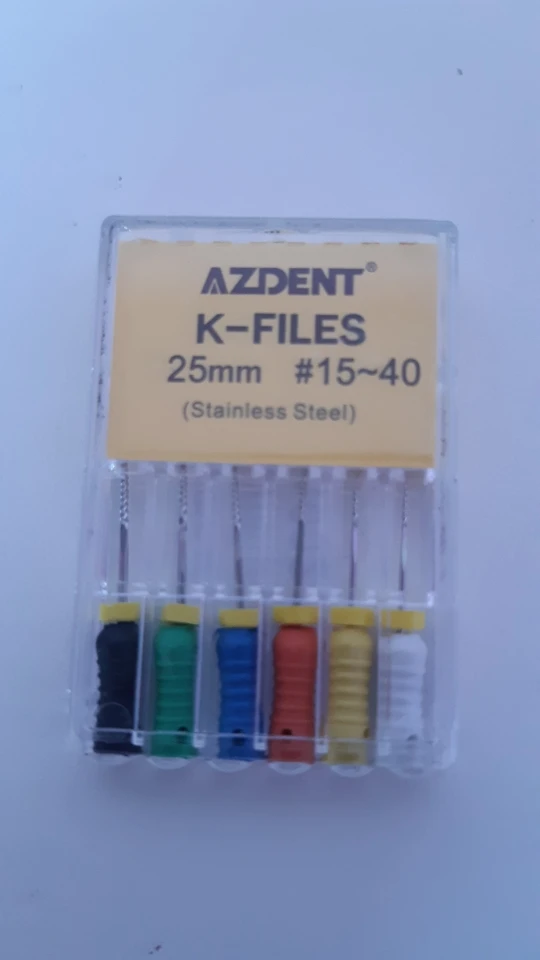 AZDENT®
K-FILES
25mm #15~40
(Stainless Steel)